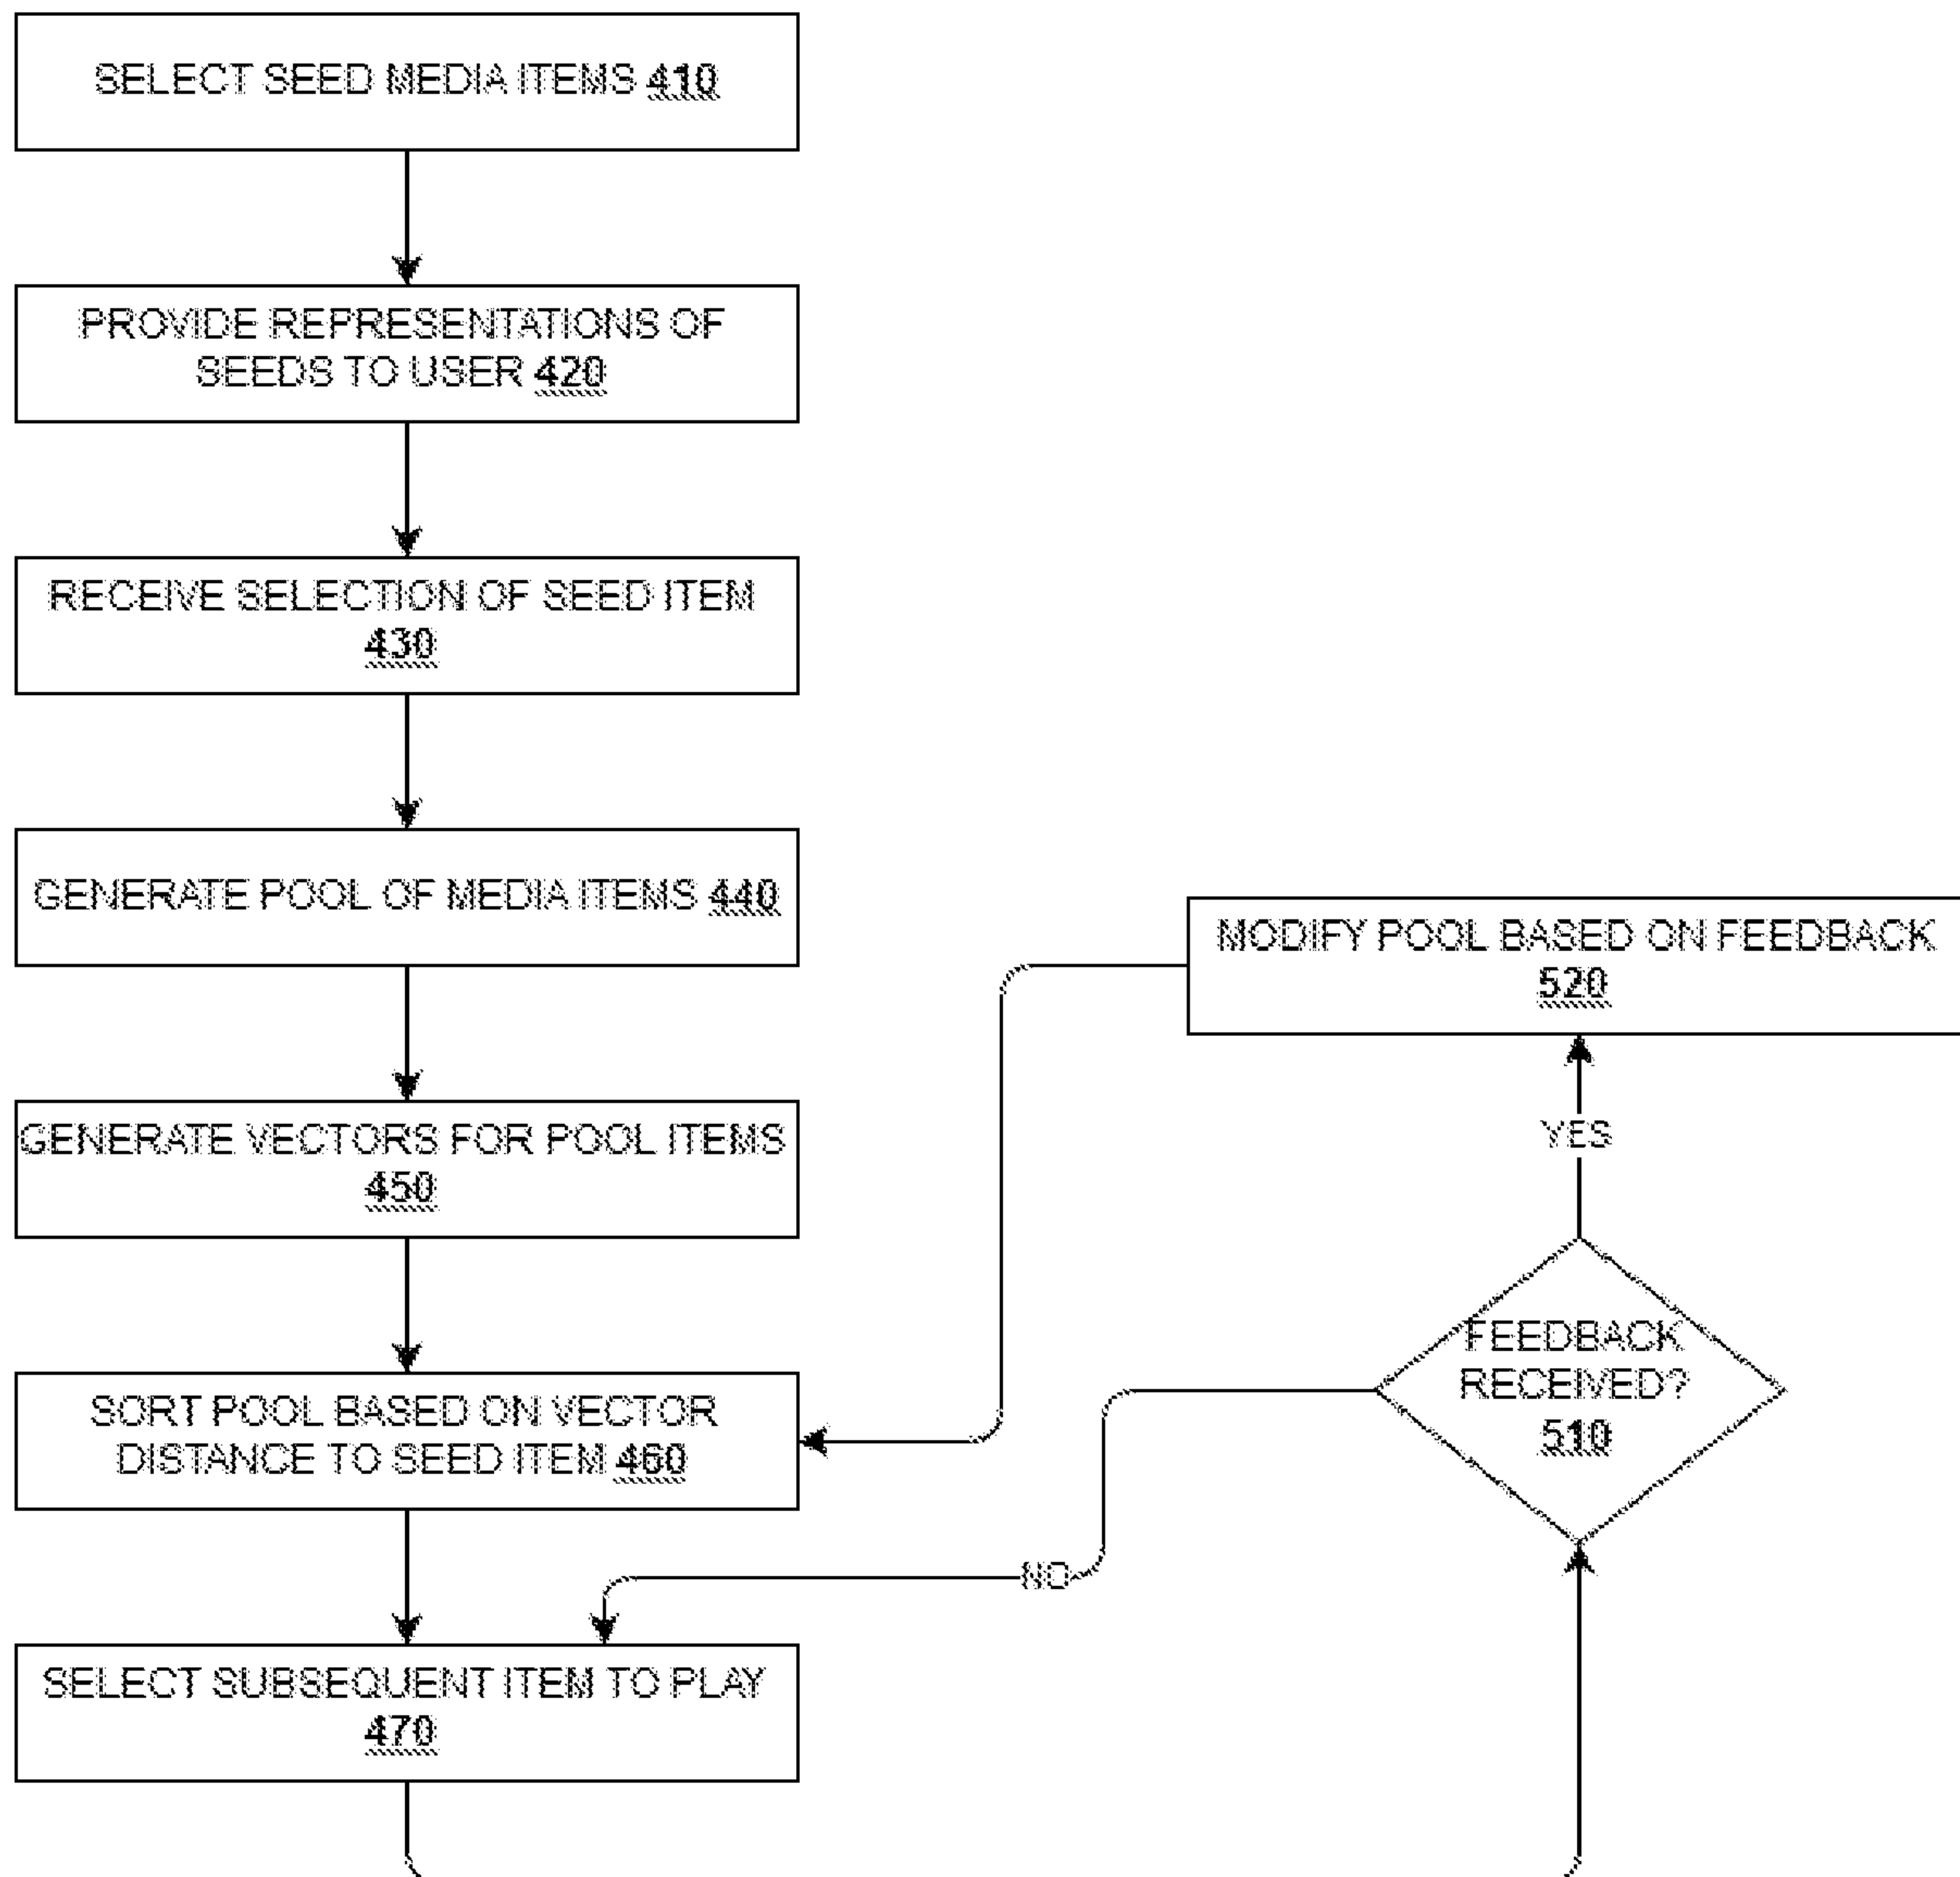 SELECT SEED MEDIA ITEMS 410
PROVIDE REPRESENTATIONS OF
SEEDS TO USER 420
RECEIVE SELECTION OF SEED ITEM
430
GENERATE POOL OF MEDIA ITEMS 440
GENERATE VECTORS FOR POOL ITEMS
450
SORT POOL BASED ON VECTOR
DISTANCE TO SEED ITEM 460
SELECT SUBSEQUENT ITEM TO PLAY
470
MODIFY POOL BASED ON FEEDBACK
520
YES
FEEDBACK
RECEIVED?
510
NO